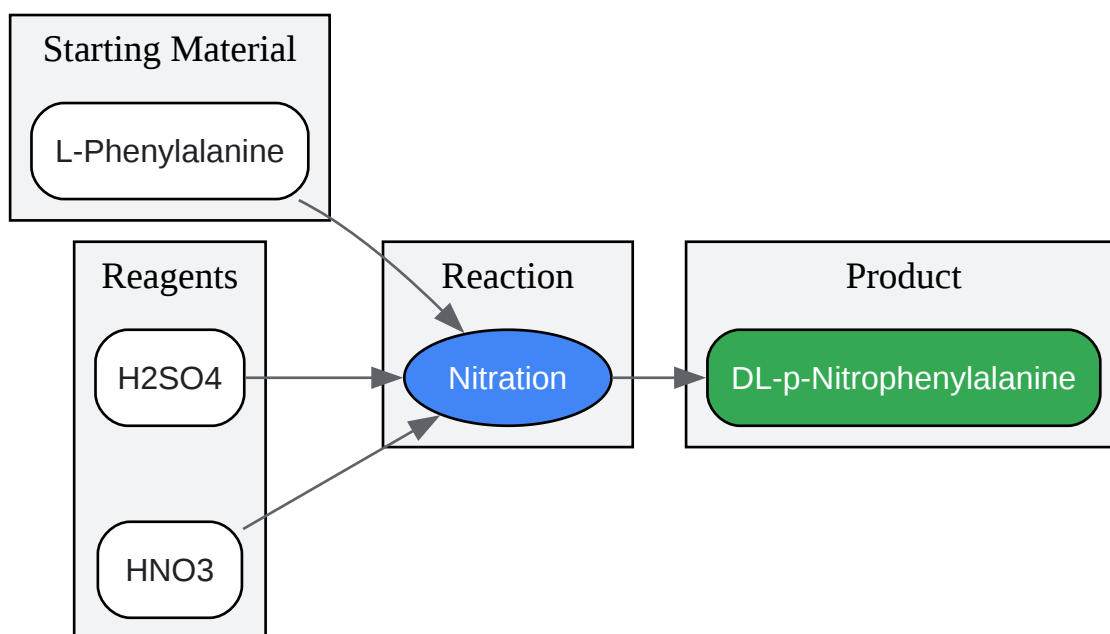 Starting Material
L-Phenylalanine
Reagents
H2SO4
HNO3
Reaction
Nitration
Product
DL-p-Nitrophenylalanine